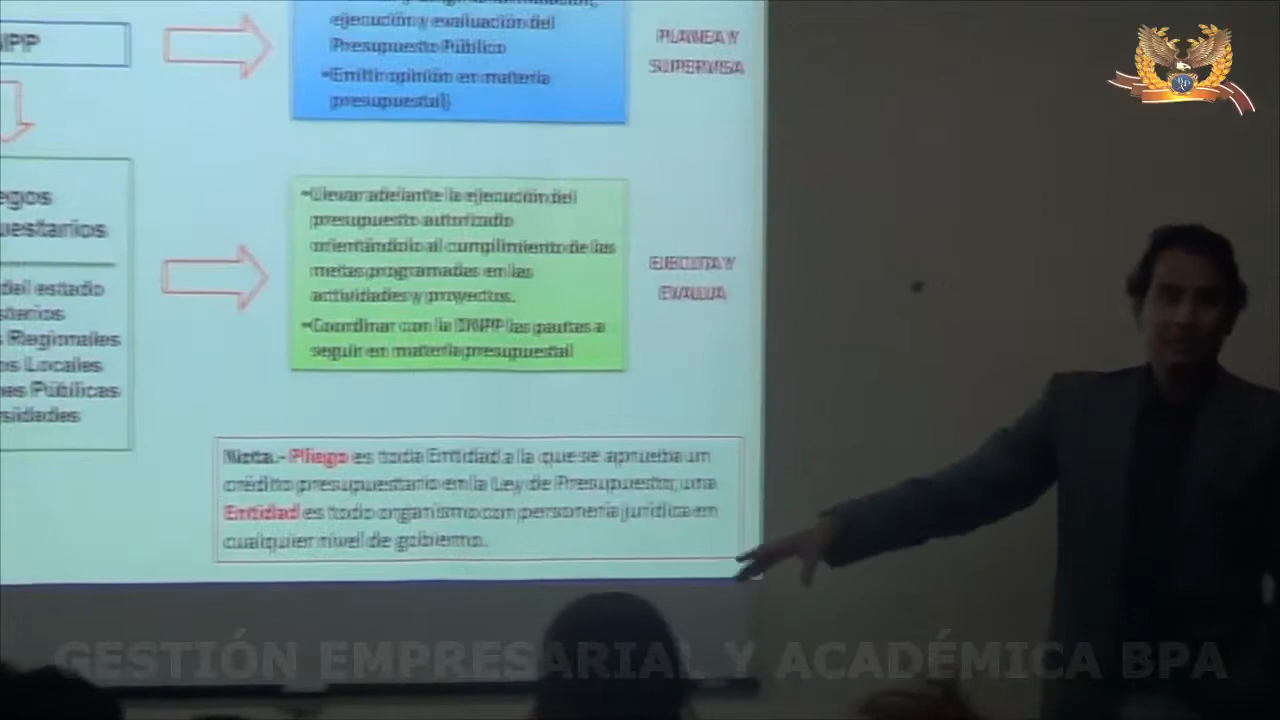 NPP
ejecución y evaluación del
Presupuesto Público
•Emitir opinión en materia
presupuestal)
PLANEA Y
SUPERVISA
egos
uestarios
del estado
sterios
s Regionales
os Locales
nes Públicas
rsidades
•Llevar adelante la ejecución del
presupuesto autorizado
orientándolo al cumplimiento de las
metas programadas en las
actividades y proyectos.
•Coordinar con la DNPP las pautas a
seguir en materia presupuestal
EJECUTA Y
EVALUA
Nota.- Pliego es toda Entidad a la que se aprueba un
crédito presupuestario en la Ley de Presupuesto, una
Entidad es todo organismo con personería jurídica en
cualquier nivel de gobierno.
GESTIÓN EMPRESARIAL Y ACADÉMICA BPA